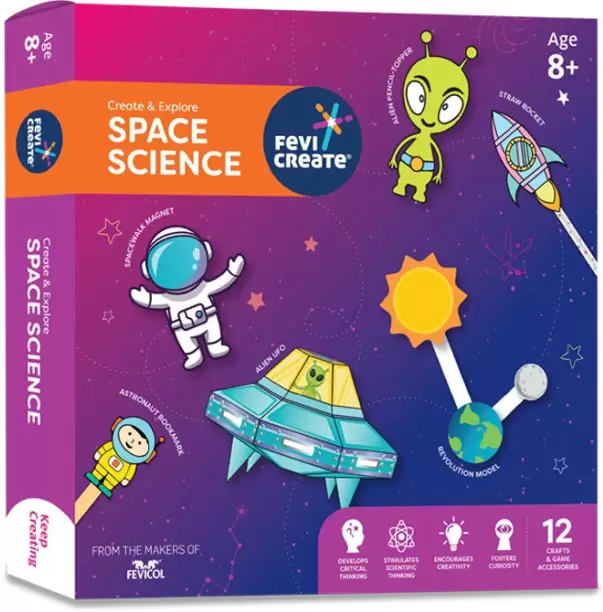 Age
8+
FEVI
CREATE®
Create & Explore
SPACE SCIENCE
Keep
Creating
Create & Explore
SPACE
SCIENCE
FEVI
CREATE®
ALIEN PENCIL-TOPPER
Age
8+
STRAW ROCKET
SPACEWALK MAGNET
ALIEN UFO
ASTRONAUT BOOKMARK
REVOLUTION MODEL
FROM THE MAKERS OF
FEVICOL
DEVELOPS
CRITICAL
THINKING
STIMULATES
SCIENTIFIC
THINKING
ENCOURAGES
CREATIVITY
FOSTERS
CURIOSITY
12
CRAFTS
& GAME
ACCESSORIES